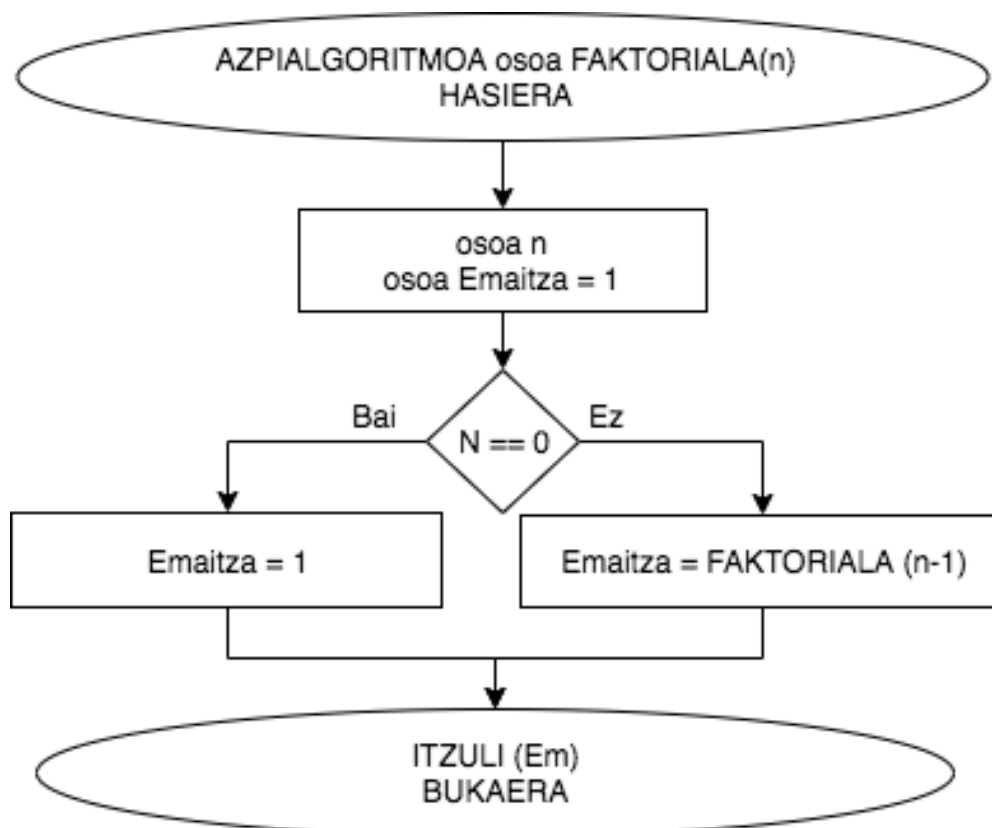 AZPIALGORITMOA osoa FAKTORIALA(n)
HASIERA
osoa n
osoa Emaitza = 1
Bai
Ez
N == 0
Emaitza = 1
Emaitza = FAKTORIALA (n-1)
ITZULI (Em)
BUKAERA